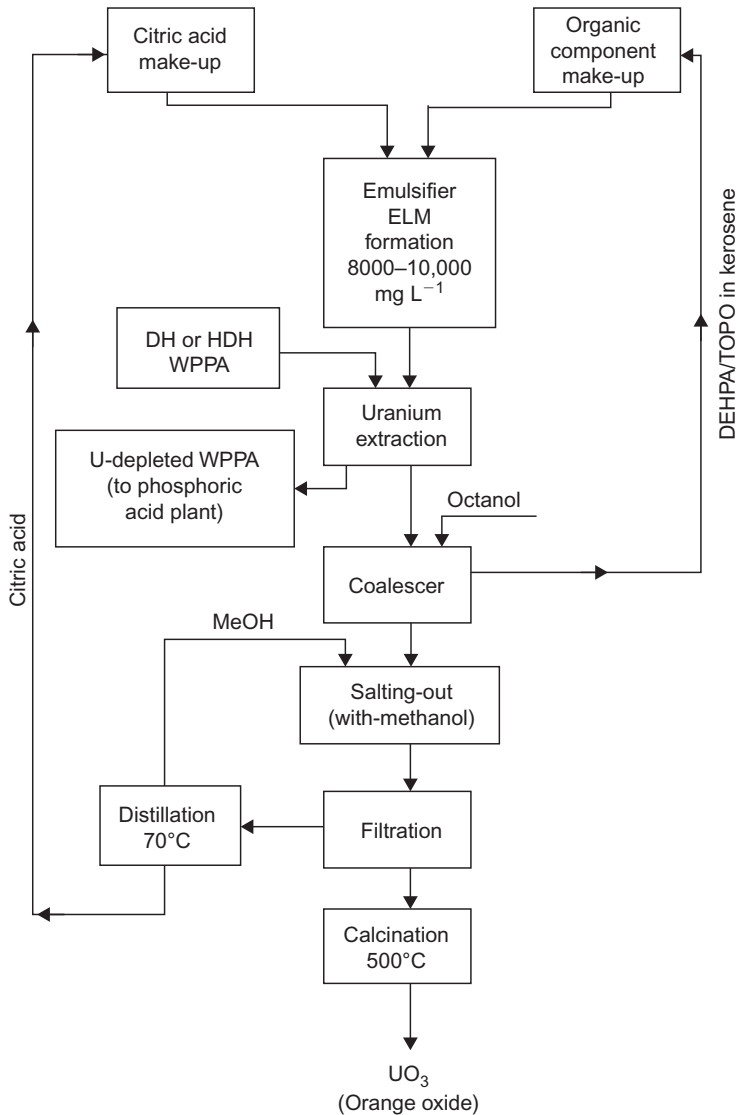 Citric acid
make-up
Organic
component
make-up
Emulsifier
ELM
formation
8000–10,000
mg L⁻¹
DH or HDH
WPPA
Uranium
extraction
U-depleted WPPA
(to phosphoric
acid plant)
Octanol
Coalescer
DEHPA/TOPO in kerosene
Citric acid
MeOH
Salting-out
(with-methanol)
Distillation
70°C
Filtration
Calcination
500°C
UO₃
(Orange oxide)